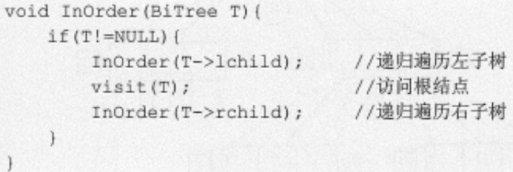 void InOrder(BiTree T){
    if(T!=NULL){
        InOrder(T->lchild);    //递归遍历左子树
        visit(T);              //访问根结点
        InOrder(T->rchild);    //递归遍历右子树
    }
}